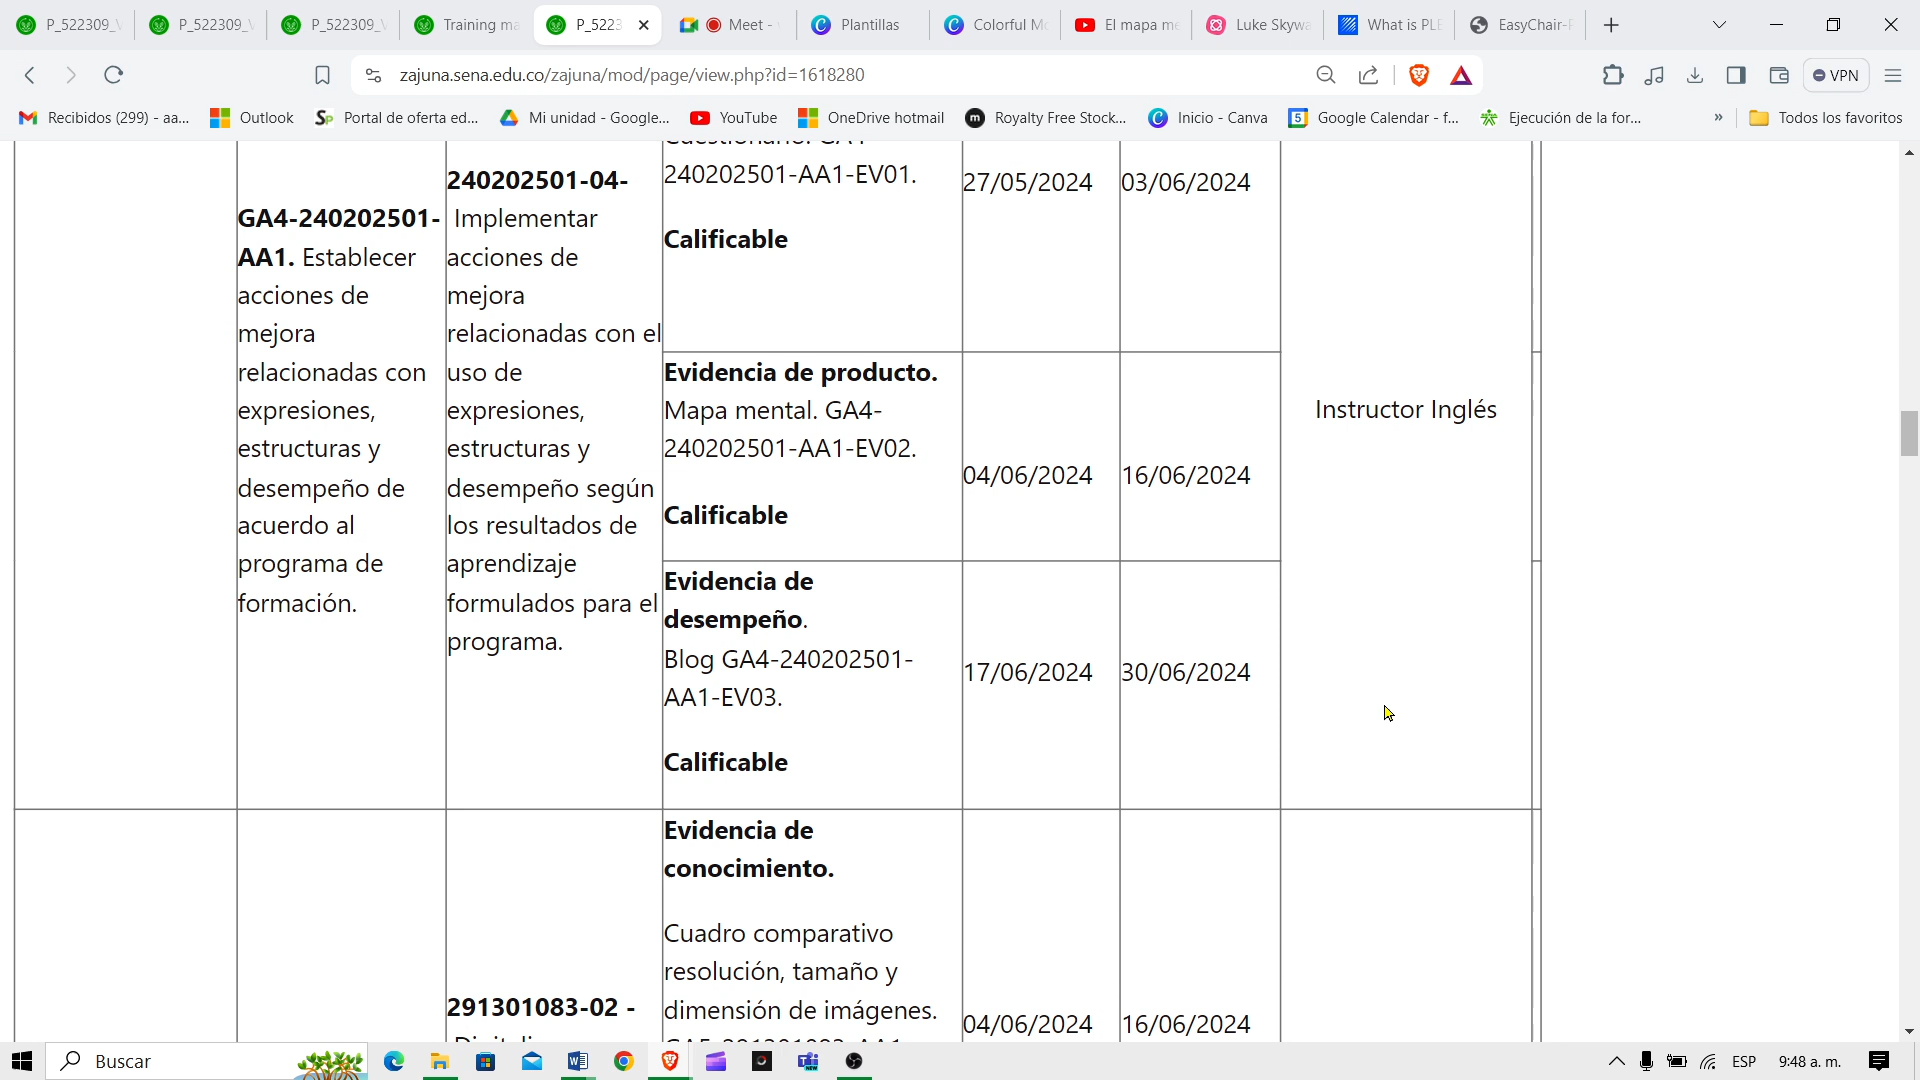 P_522309_V
P_522309_V
P_522309_V
Training ma
P_5223
Meet -
Plantillas
Colorful Mo
El mapa me
Luke Skywa
What is PLE
EasyChair-P
zajuna.sena.edu.co/zajuna/mod/page/view.php?id=1618280
VPN
Recibidos (299) - aa...
Outlook
Portal de oferta ed...
Mi unidad - Google...
YouTube
OneDrive hotmail
Royalty Free Stock...
Inicio - Canva
Google Calendar - f...
Ejecución de la for...
»
Todos los favoritos
GA4-240202501-
AA1. Establecer
acciones de
mejora
relacionadas con
expresiones,
estructuras y
desempeño de
acuerdo al
programa de
formación.
240202501-04-
Implementar
acciones de
mejora
relacionadas con el
uso de
expresiones,
estructuras y
desempeño según
los resultados de
aprendizaje
formulados para el
programa.
Cuestionario. GA4-
240202501-AA1-EV01.
Calificable
27/05/2024
03/06/2024
Evidencia de producto.
Mapa mental. GA4-
240202501-AA1-EV02.
Calificable
04/06/2024
16/06/2024
Evidencia de
desempeño.
Blog GA4-240202501-
AA1-EV03.
Calificable
17/06/2024
30/06/2024
Instructor Inglés
291301083-02 -
Evidencia de
conocimiento.
Cuadro comparativo
resolución, tamaño y
dimensión de imágenes.
04/06/2024
16/06/2024
Buscar
ESP
9:48 a. m.